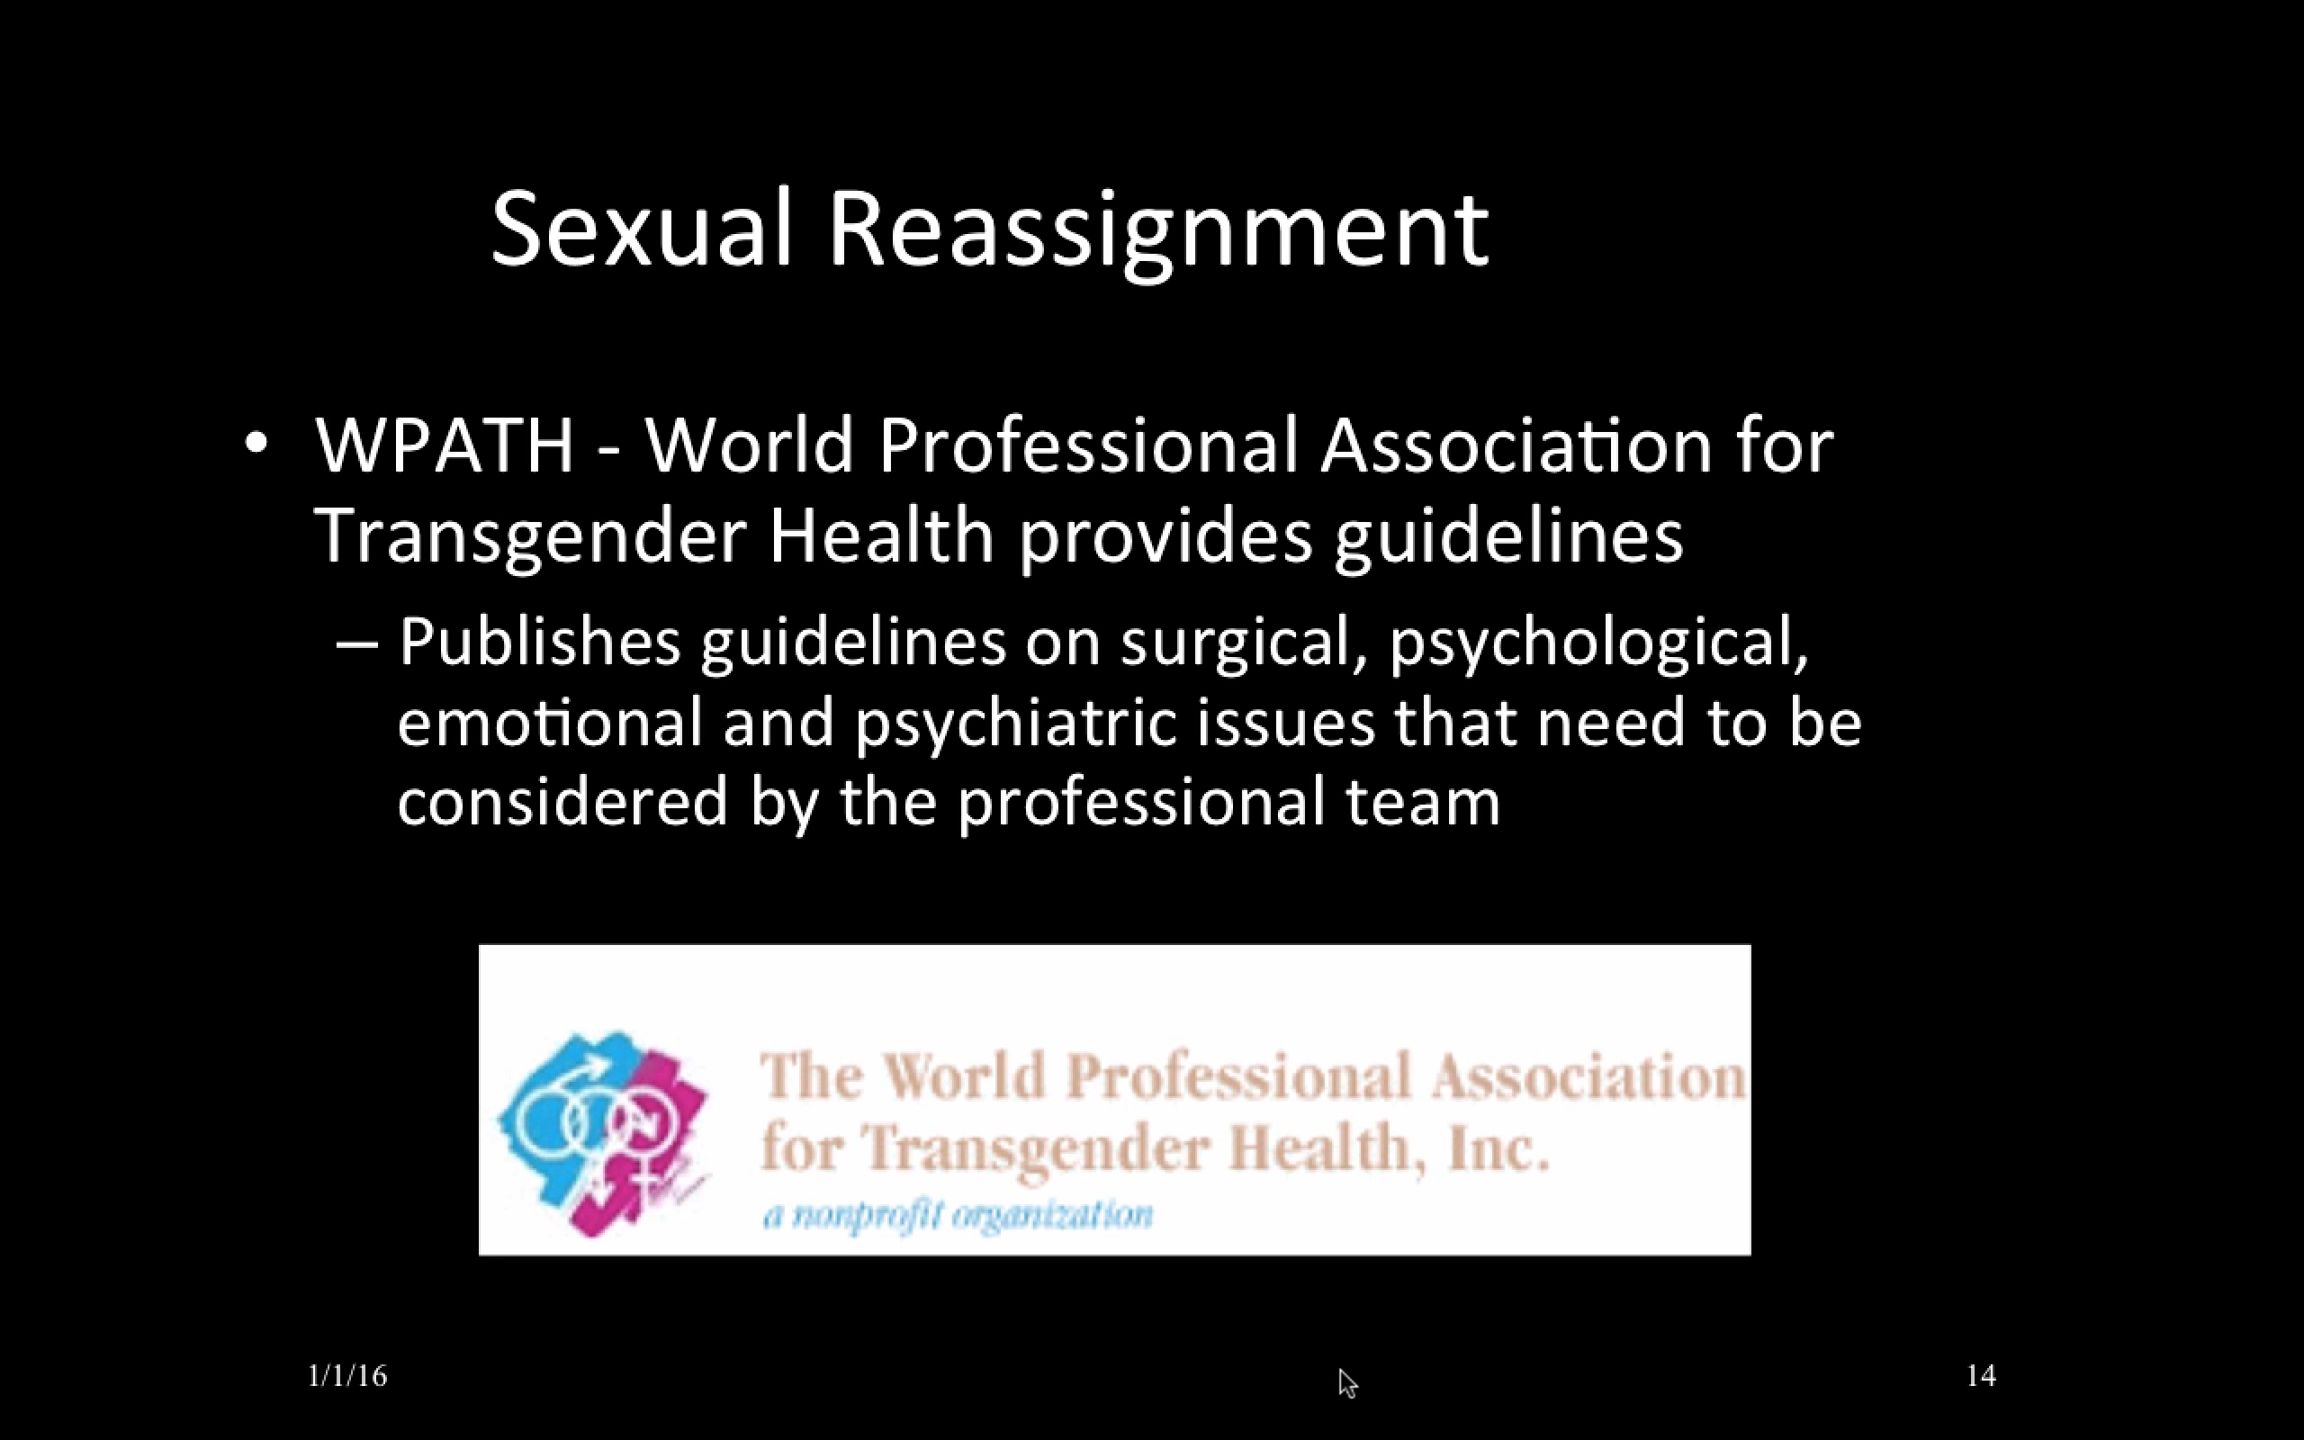 Sexual Reassignment
• WPATH - World Professional Association for
Transgender Health provides guidelines
– Publishes guidelines on surgical, psychological,
emotional and psychiatric issues that need to be
considered by the professional team
The World Professional Association
for Transgender Health, Inc.
a nonprofit organization
1/1/16
14